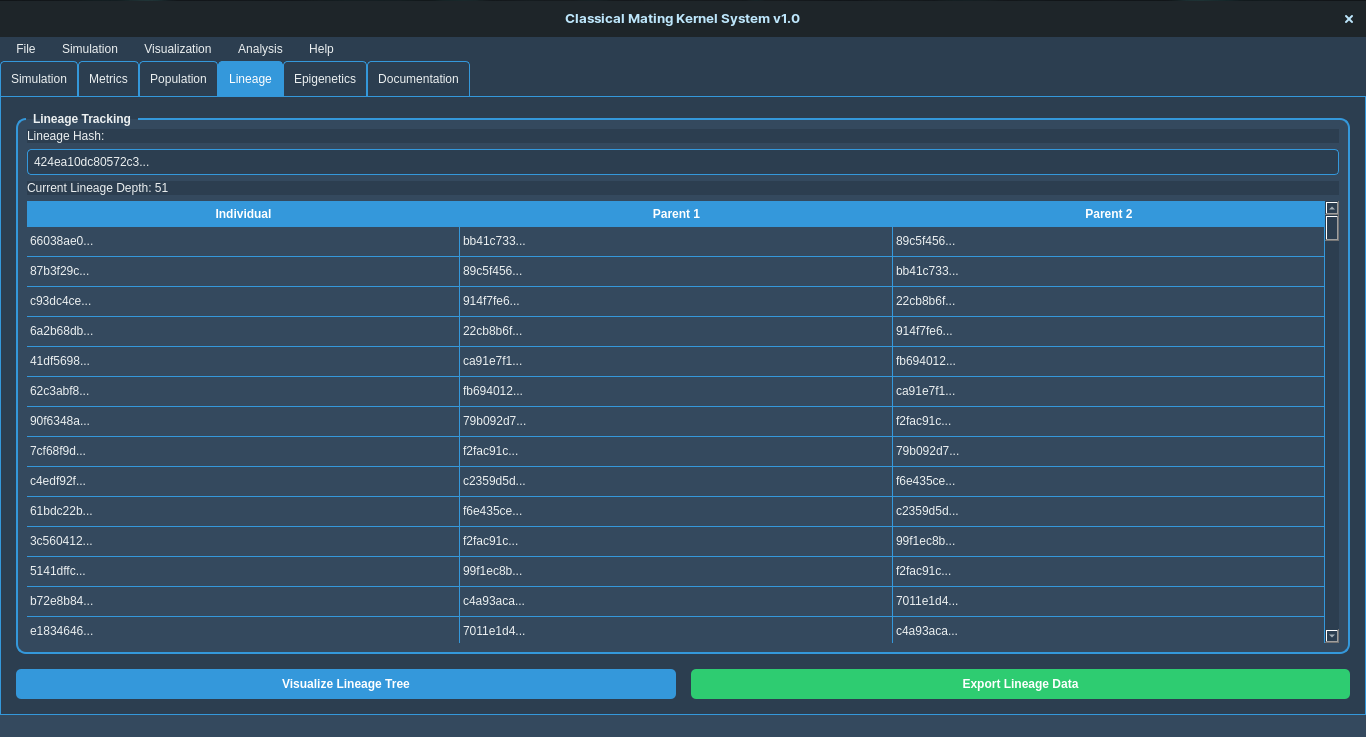 Classical Mating Kernel System v1.0 ×
File Simulation Visualization Analysis Help
Simulation Metrics Population Lineage Epigenetics Documentation
Lineage Tracking
Lineage Hash:
424ea10dc80572c3...
Current Lineage Depth: 51
Individual Parent 1 Parent 2
66038ae0... bb41c733... 89c5f456...
87b3f29c... 89c5f456... bb41c733...
c93dc4ce... 914f7fe6... 22cb8b6f...
6a2b68db... 22cb8b6f... 914f7fe6...
41df5698... ca91e7f1... fb694012...
62c3abf8... fb694012... ca91e7f1...
90f6348a... 79b092d7... f2fac91c...
7cf68f9d... f2fac91c... 79b092d7...
c4edf92f... c2359d5d... f6e435ce...
61bdc22b... f6e435ce... c2359d5d...
3c560412... f2fac91c... 99f1ec8b...
5141dffc... 99f1ec8b... f2fac91c...
b72e8b84... c4a93aca... 7011e1d4...
e1834646... 7011e1d4... c4a93aca...
Visualize Lineage Tree Export Lineage Data